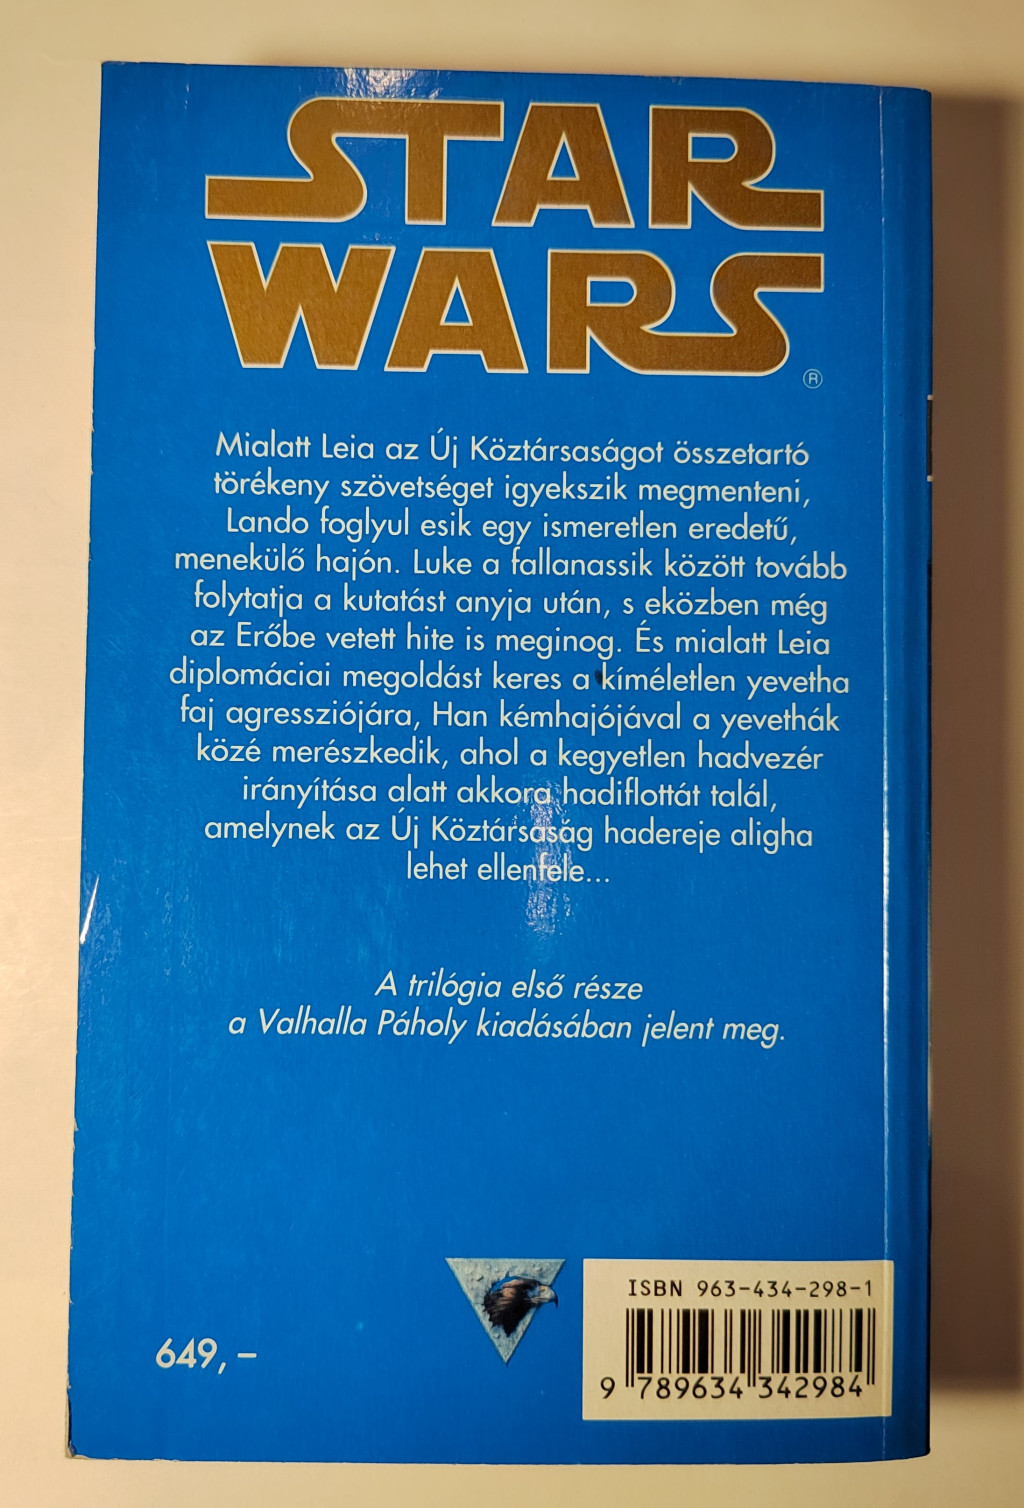 STAR
WARS
®
Mialatt Leia az Új Köztársaságot összetartó
törékeny szövetséget igyekszik megmenteni,
Lando foglyul esik egy ismeretlen eredetű,
menekülő hajón. Luke a fallanassik között tovább
folytatja a kutatást anyja után, s eközben még
az Erőbe vetett hite is meginog. És mialatt Leia
diplomáciai megoldást keres a kíméletlen yevetha
faj agressziójára, Han kémhajójával a yevethák
közé merészkedik, ahol a kegyetlen hadvezér
irányítása alatt akkora hadiflottát talál,
amelynek az Új Köztársaság hadereje aligha
lehet ellenfele...
A trilógia első része
a Valhalla Páholy kiadásában jelent meg.
649,–
ISBN 963-434-298-1
9 789634 342984